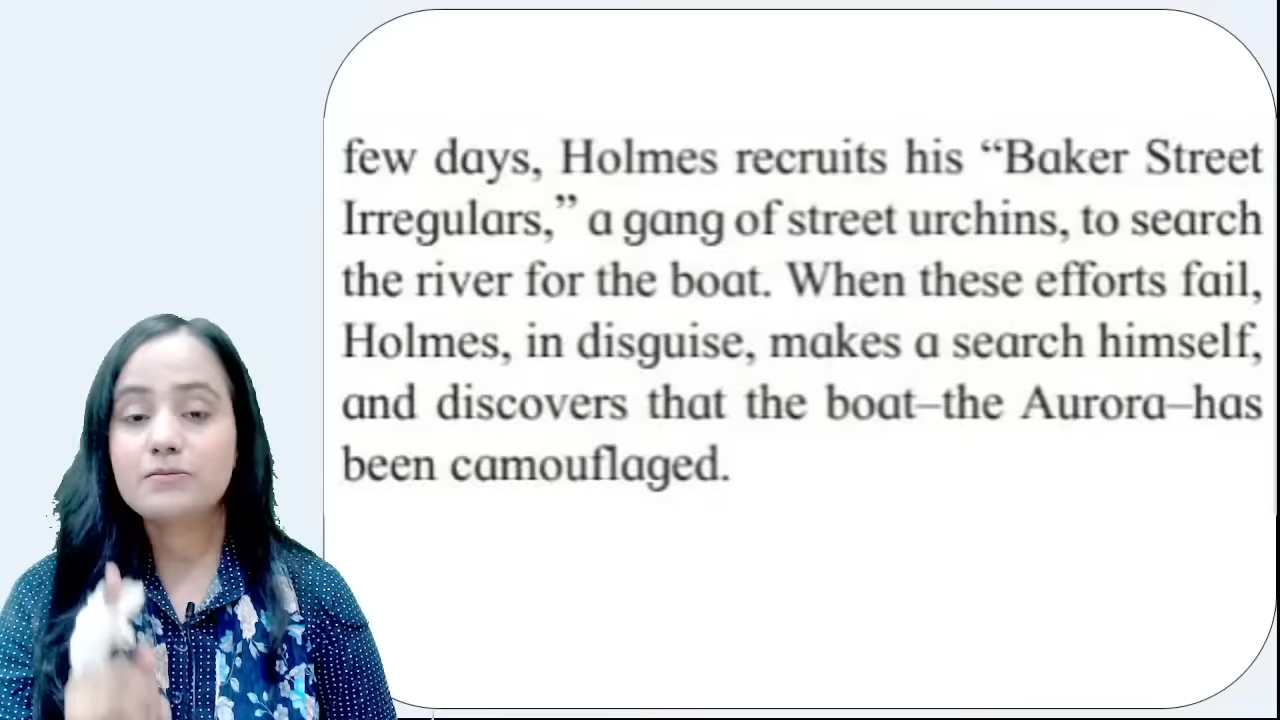 few days, Holmes recruits his “Baker Street
Irregulars,” a gang of street urchins, to search
the river for the boat. When these efforts fail,
Holmes, in disguise, makes a search himself,
and discovers that the boat–the Aurora–has
been camouflaged.